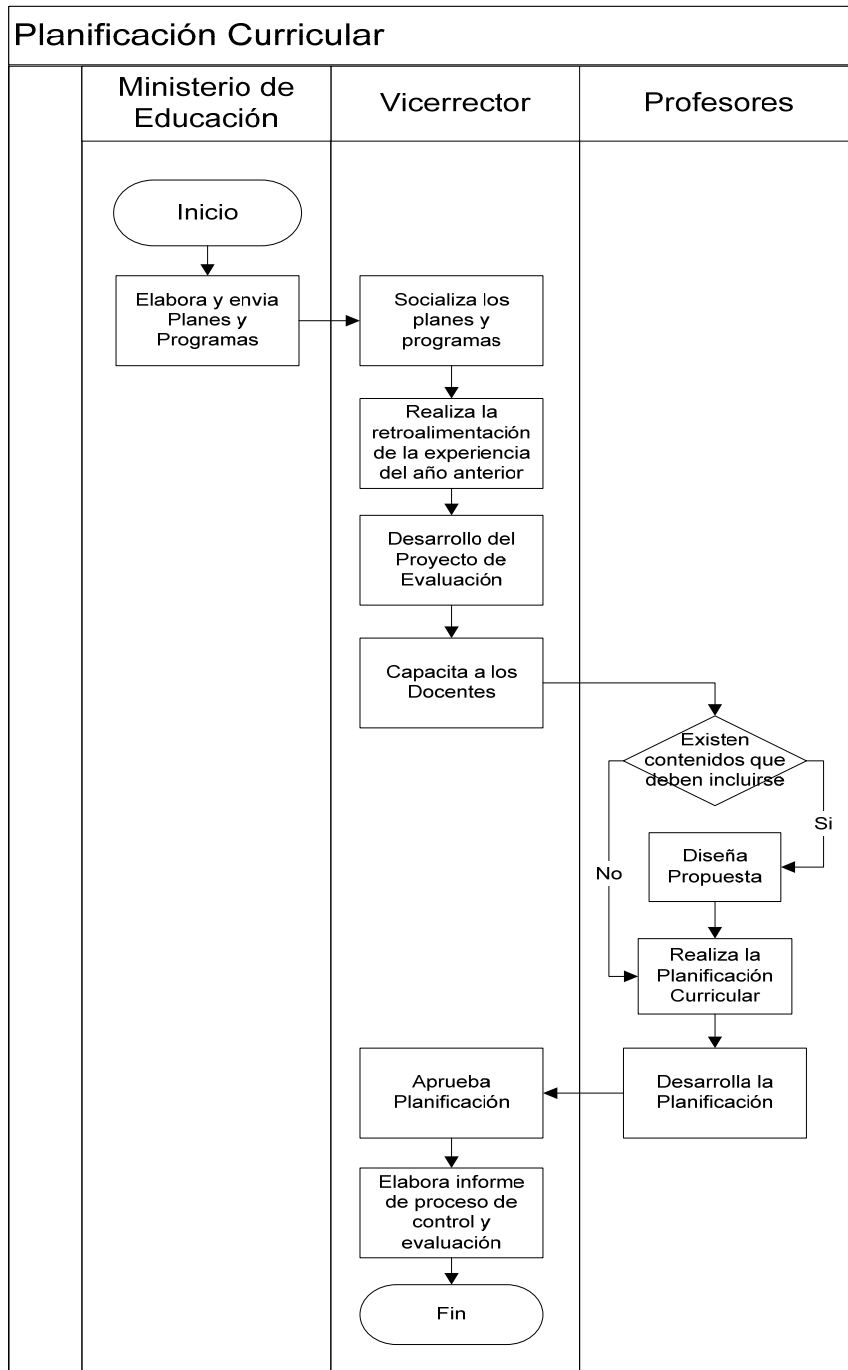 Planificación Curricular
Ministerio de
Educación
Vicerrector
Profesores
Inicio
Elabora y envia
Planes y
Programas
Socializa los
planes y
programas
Realiza la
retroalimentación
de la experiencia
del año anterior
Desarrollo del
Proyecto de
Evaluación
Capacita a los
Docentes
Existen
contenidos que
deben incluirse
Si
No
Diseña
Propuesta
Realiza la
Planificación
Curricular
Desarrolla la
Planificación
Aprueba
Planificación
Elabora informe
de proceso de
control y
evaluación
Fin